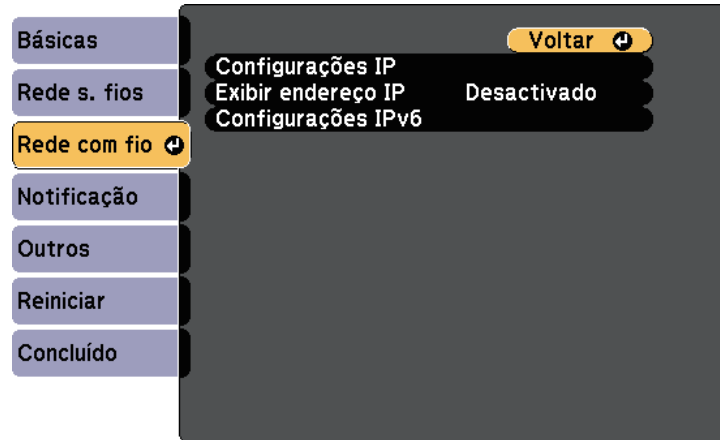 Básicas
Rede s. fios
Rede com fio
Notificação
Outros
Reiniciar
Concluído
Voltar
Configurações IP
Exibir endereço IP Desactivado
Configurações IPv6